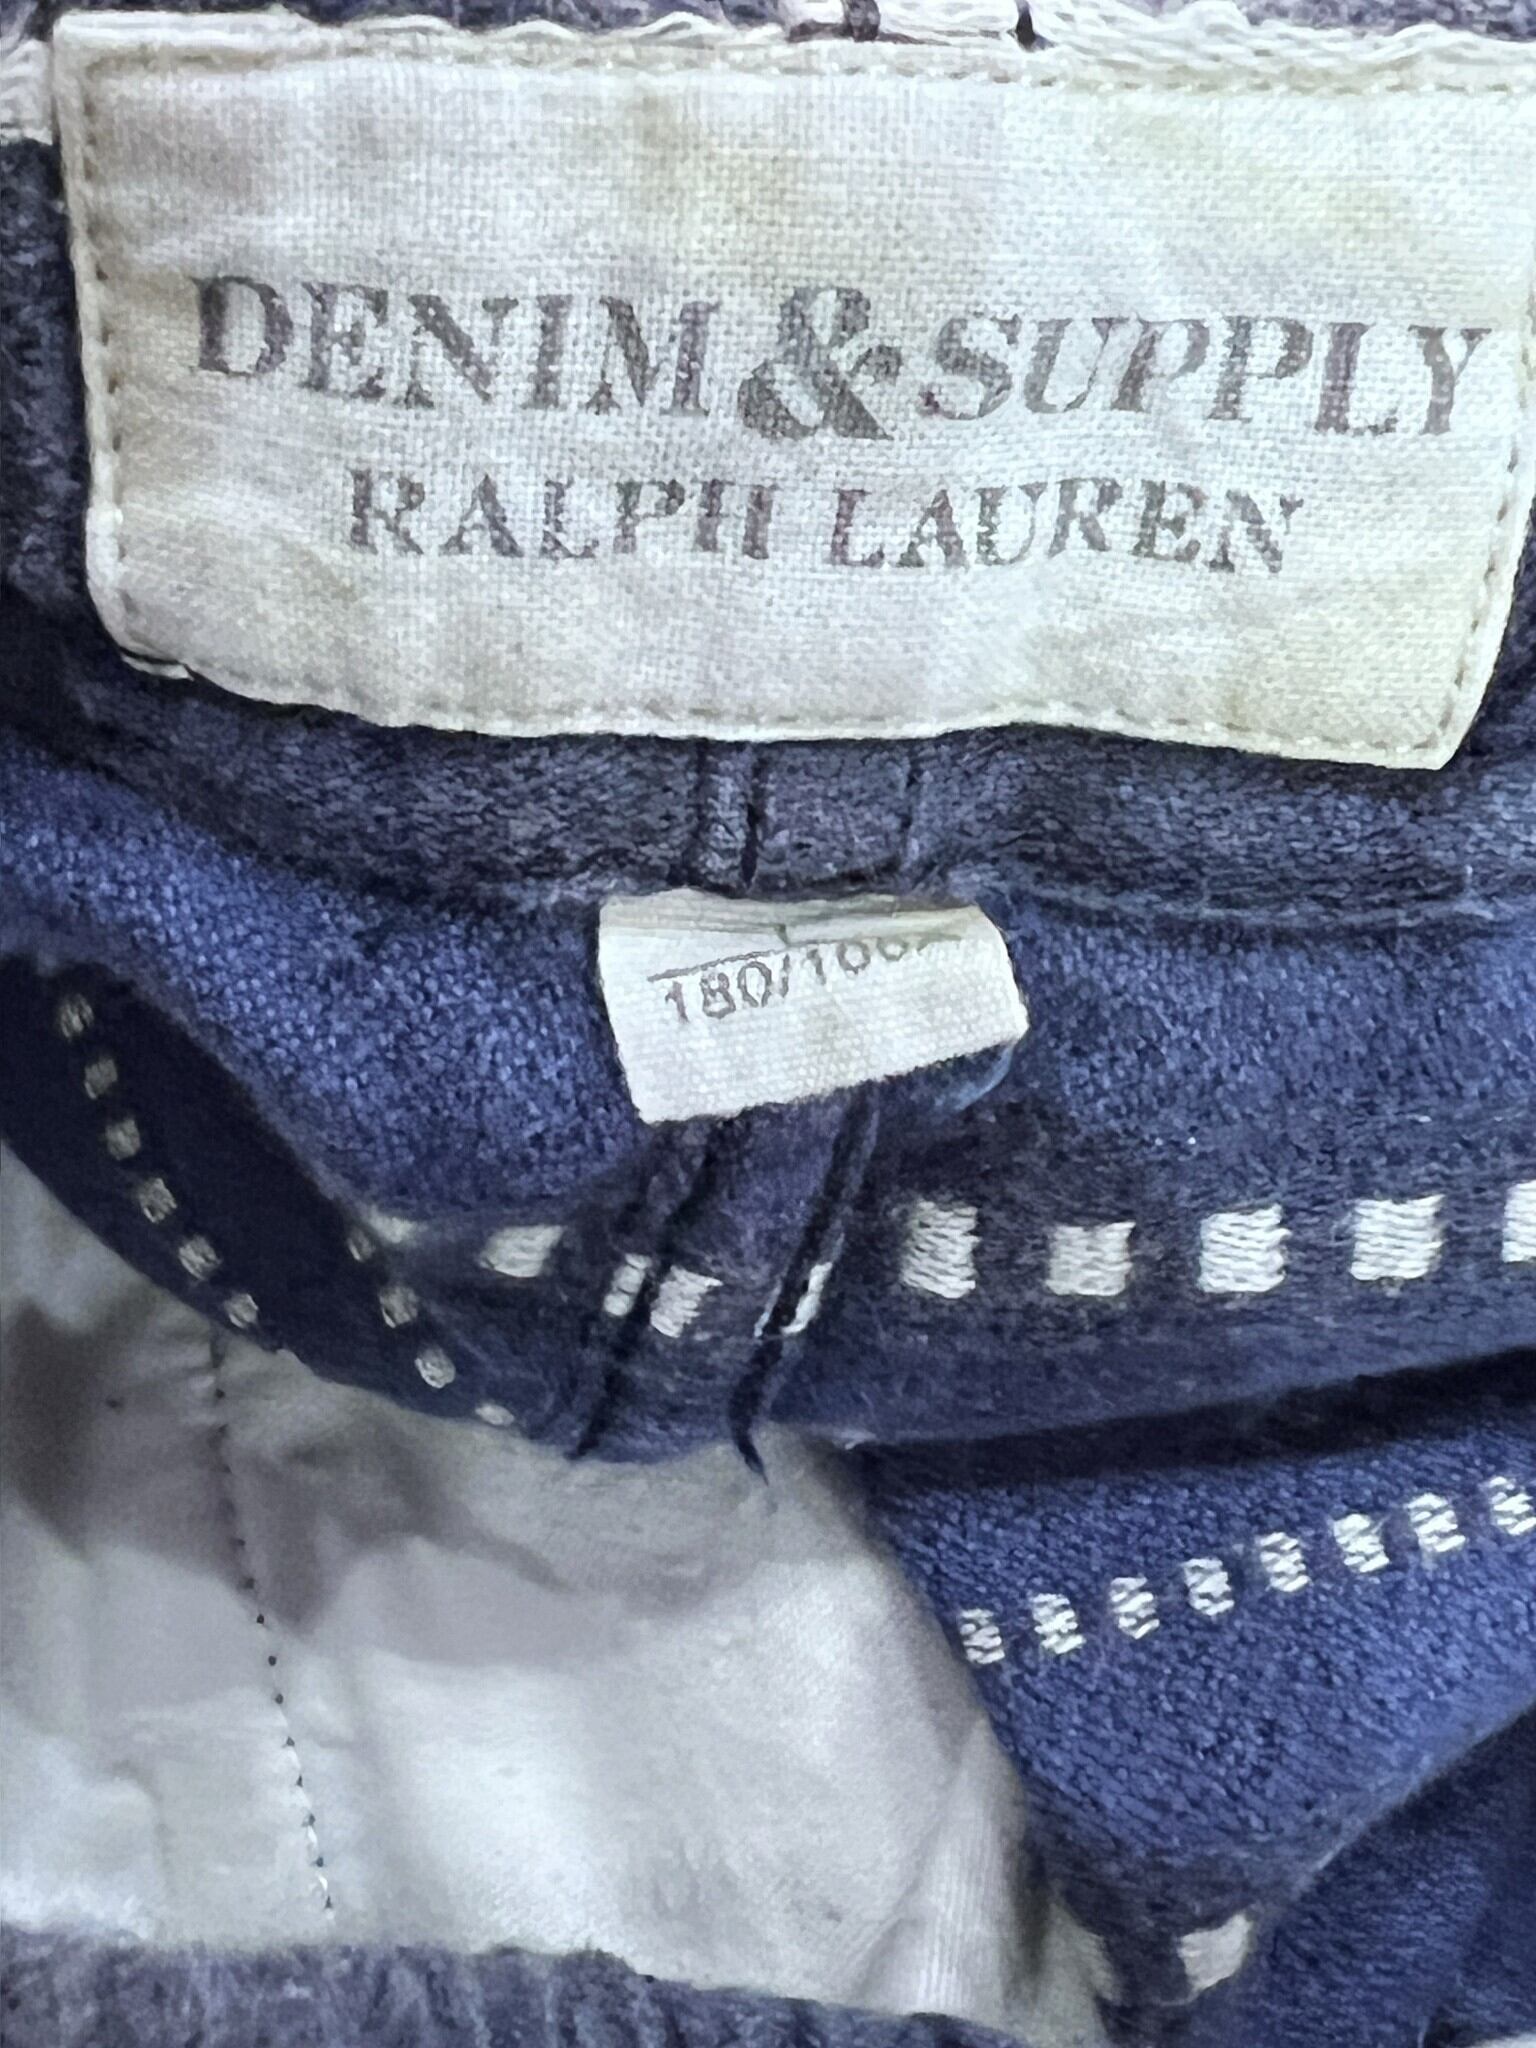 DENIM & SUPPLY
RALPH LAUREN